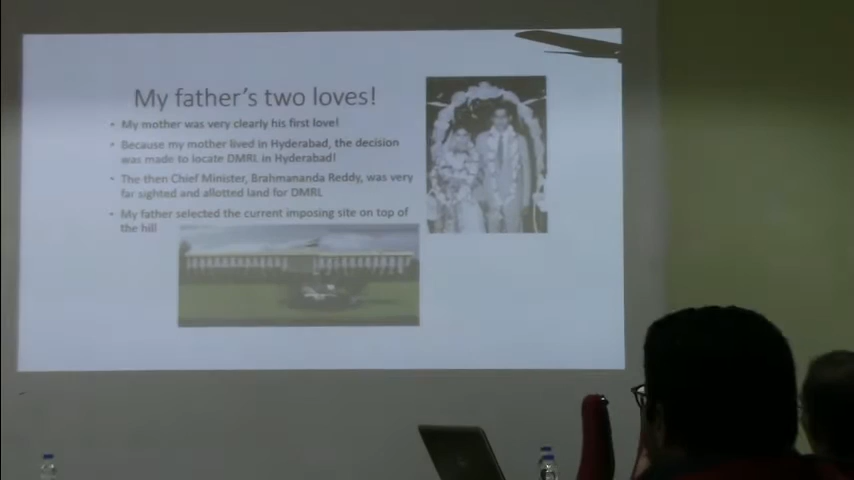 My father's two loves!
• My mother was very clearly his first love!
• Because my mother lived in Hyderabad, the decision
was made to locate DMRL in Hyderabad!
• The then Chief Minister, Brahmananda Reddy, was very
far sighted and allotted land for DMRL
• My father selected the current imposing site on top of
the hill